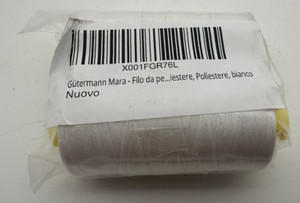 X001FGR76L
Gütermann Mara - Filo da pe...iestere, Poliestere, bianco
Nuovo